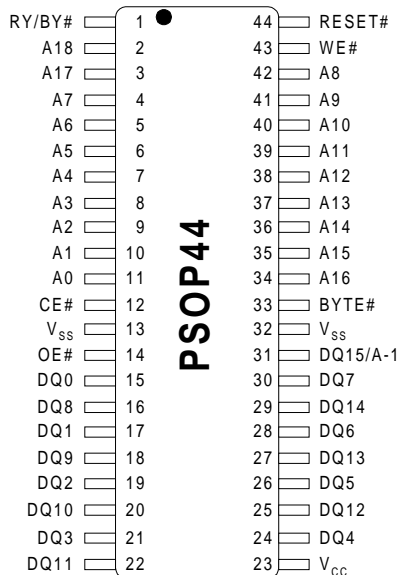 RY/BY# 1 44 RESET#
A18 2 43 WE#
A17 3 42 A8
A7 4 41 A9
A6 5 40 A10
A5 6 39 A11
A4 7 38 A12
A3 8 37 A13
A2 9 36 A14
A1 10 35 A15
A0 11 34 A16
CE# 12 33 BYTE#
VSS 13 32 VSS
OE# 14 31 DQ15/A-1
DQ0 15 30 DQ7
DQ8 16 29 DQ14
DQ1 17 28 DQ6
DQ9 18 27 DQ13
DQ2 19 26 DQ5
DQ10 20 25 DQ12
DQ3 21 24 DQ4
DQ11 22 23 VCC
PSOP44